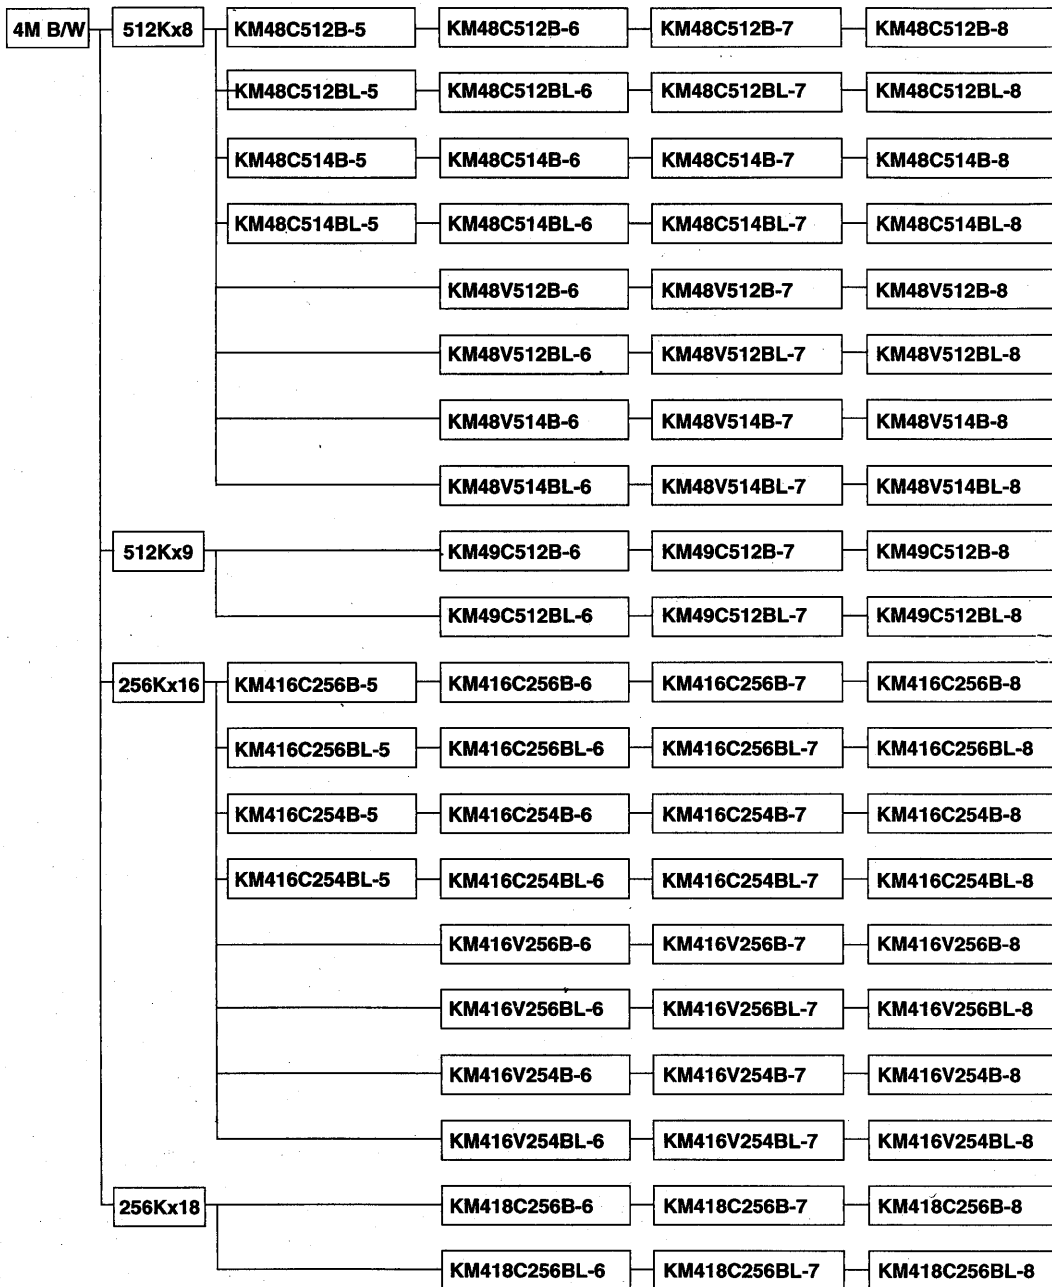 4M B/W 512Kx8 KM48C512B-5 KM48C512B-6 KM48C512B-7 KM48C512B-8
KM48C512BL-5 KM48C512BL-6 KM48C512BL-7 KM48C512BL-8
KM48C514B-5 KM48C514B-6 KM48C514B-7 KM48C514B-8
KM48C514BL-5 KM48C514BL-6 KM48C514BL-7 KM48C514BL-8
KM48V512B-6 KM48V512B-7 KM48V512B-8
KM48V512BL-6 KM48V512BL-7 KM48V512BL-8
KM48V514B-6 KM48V514B-7 KM48V514B-8
KM48V514BL-6 KM48V514BL-7 KM48V514BL-8
512Kx9 KM49C512B-6 KM49C512B-7 KM49C512B-8
KM49C512BL-6 KM49C512BL-7 KM49C512BL-8
256Kx16 KM416C256B-5 KM416C256B-6 KM416C256B-7 KM416C256B-8
KM416C256BL-5 KM416C256BL-6 KM416C256BL-7 KM416C256BL-8
KM416C254B-5 KM416C254B-6 KM416C254B-7 KM416C254B-8
KM416C254BL-5 KM416C254BL-6 KM416C254BL-7 KM416C254BL-8
KM416V256B-6 KM416V256B-7 KM416V256B-8
KM416V256BL-6 KM416V256BL-7 KM416V256BL-8
KM416V254B-6 KM416V254B-7 KM416V254B-8
KM416V254BL-6 KM416V254BL-7 KM416V254BL-8
256Kx18 KM418C256B-6 KM418C256B-7 KM418C256B-8
KM418C256BL-6 KM418C256BL-7 KM418C256BL-8